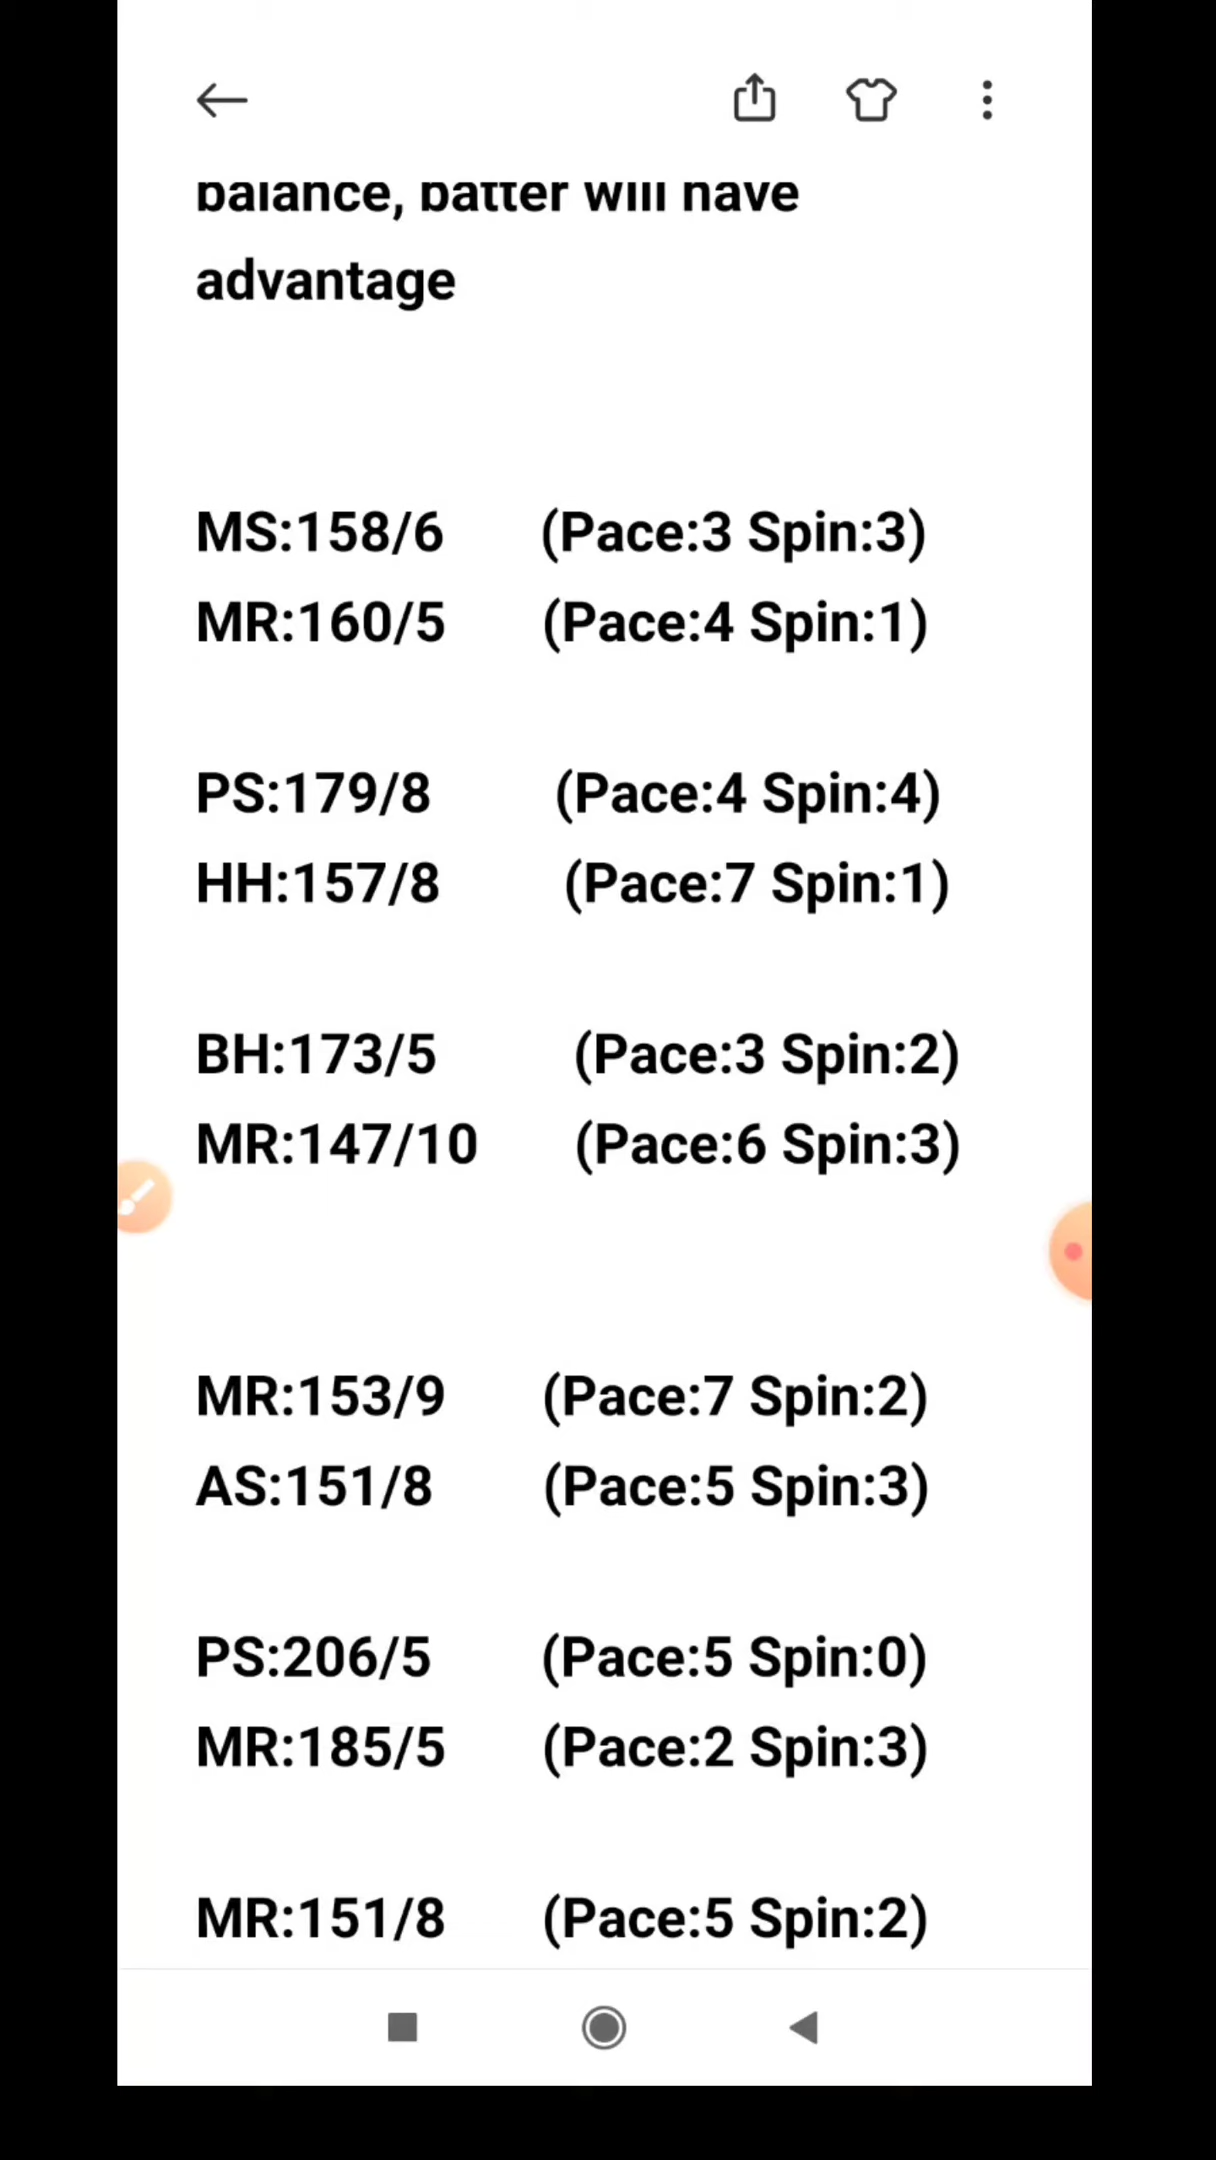 balance, batter will have
advantage
MS:158/6 (Pace:3 Spin:3)
MR:160/5 (Pace:4 Spin:1)
PS:179/8 (Pace:4 Spin:4)
HH:157/8 (Pace:7 Spin:1)
BH:173/5 (Pace:3 Spin:2)
MR:147/10 (Pace:6 Spin:3)
MR:153/9 (Pace:7 Spin:2)
AS:151/8 (Pace:5 Spin:3)
PS:206/5 (Pace:5 Spin:0)
MR:185/5 (Pace:2 Spin:3)
MR:151/8 (Pace:5 Spin:2)